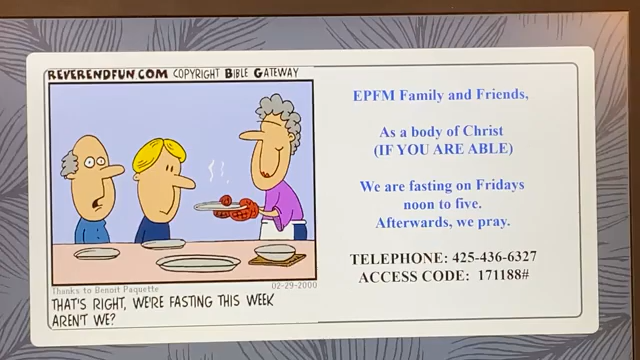 REVERENDFUN.COM COPYRIGHT BIBLE GATEWAY
Thanks to Benoit Paquette 02-29-2000
THAT'S RIGHT, WE'RE FASTING THIS WEEK
AREN'T WE?
EPFM Family and Friends,
As a body of Christ
(IF YOU ARE ABLE)
We are fasting on Fridays
noon to five.
Afterwards, we pray.
TELEPHONE: 425-436-6327
ACCESS CODE: 171188#